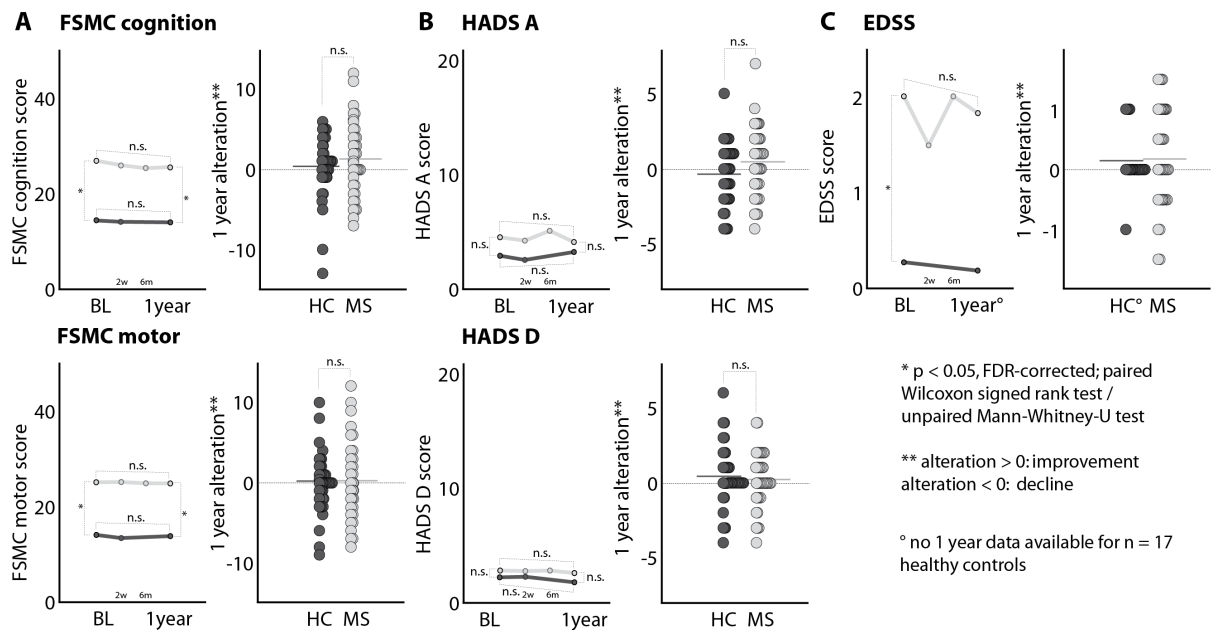 A FSMC cognition
FSMC cognition score
40
20
0
n.s.
n.s.
*
*
2w 6m
BL 1year
1 year alteration**
10
0
-10
n.s.
HC MS
B HADS A
HADS A score
20
10
0
n.s.
n.s.
n.s.
n.s.
2w 6m
BL 1year
1 year alteration**
5
0
-5
n.s.
HC MS
C EDSS
EDSS score
2
1
0
n.s.
*
2w 6m
BL 1year°
1 year alteration**
1
0
-1
HC° MS
FSMC motor
FSMC motor score
40
20
0
n.s.
n.s.
*
*
2w 6m
BL 1year
1 year alteration**
10
0
-10
n.s.
HC MS
HADS D
HADS D score
20
10
0
n.s.
n.s.
n.s.
n.s. 2w 6m
BL 1year
1 year alteration**
5
0
-5
n.s.
HC MS
* p < 0.05, FDR-corrected; paired
Wilcoxon signed rank test /
unpaired Mann-Whitney-U test
** alteration > 0: improvement
alteration < 0: decline
° no 1 year data available for n = 17
healthy controls